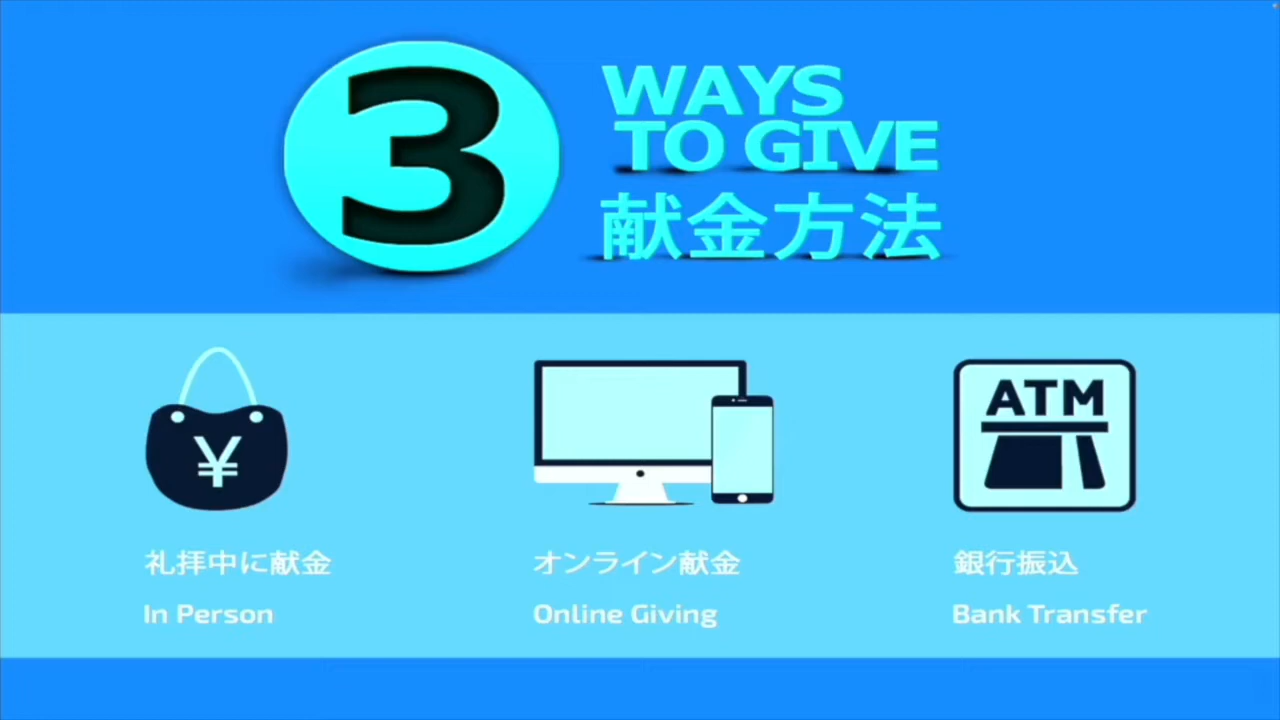 3
WAYS
TO GIVE
献金方法
¥
ATM
礼拝中に献金
In Person
オンライン献金
Online Giving
銀行振込
Bank Transfer